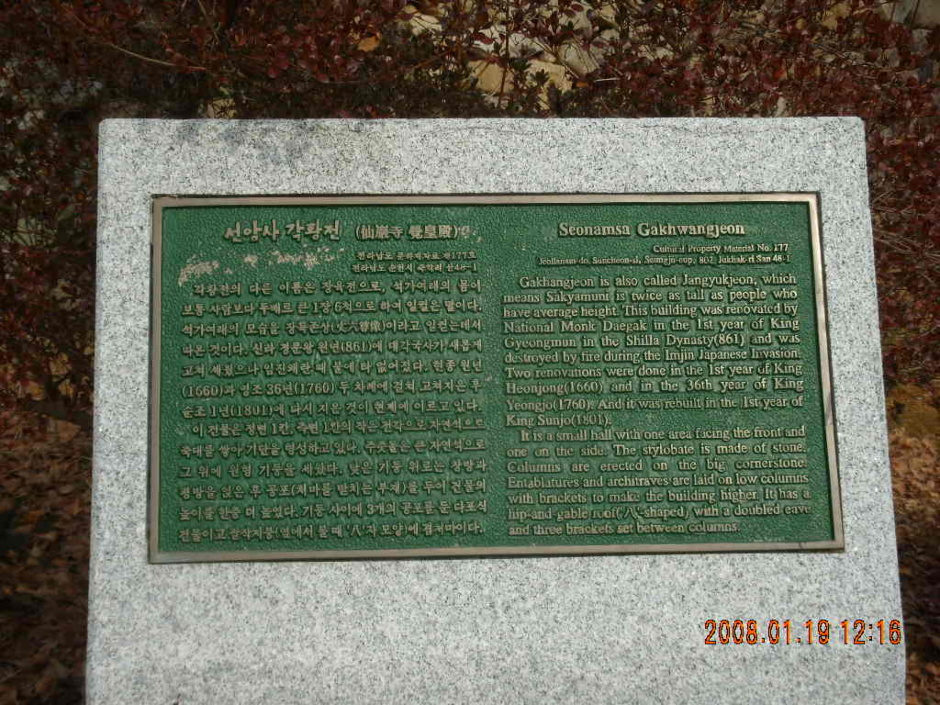 선암사 각황전 (仙巖寺 覺皇殿)
전라남도 문화재자료 제177호
전라남도 순천시 죽학리 산46-1
각황전의 다른 이름은 장육전으로, 석가여래의 몸이
보통 사람보다 두배로 큰 1장 6척으로 하여 일컬은 말이다.
석가여래의 모습을 장륙존상(丈六尊像)이라고 일컫는데서
따온 것이다. 신라 경문왕 원년(861)에 대각국사가 새롭게
고쳐 세웠으나 임진왜란 때 불에 타 없어졌다. 현종 원년
(1660)과 영조 36년(1760) 두 차례에 걸쳐 고쳐지은 후
순조 1년(1801)에 다시 지은 것이 현재에 이르고 있다.
이 건물은 정면 1칸, 측면 1칸의 작은 전각으로 자연석으로
축대를 쌓아 기단을 형성하고 있다. 주춧돌은 큰 자연석으로
그 위에 원형 기둥을 세웠다. 낮은 기둥 위로는 창방과
평방을 얹은 후 공포(처마를 받치는 부재)를 두어 건물의
높이를 한층 더 높였다. 기둥 사이에 3개의 공포를 둔 다포식
건물이고 팔작지붕(옆에서 볼 때 '八'자 모양)에 겹처마이다.
Seonamsa Gakhwangjeon
Cultural Property Material No. 177
Jeollanam-do, Suncheon-si, Seungju-eup, 802, Jukhak-ri San 46-1
Gakhangjeon is also called Jangyukjeon, which
means Sakyamuni is twice as tall as people who
have average height. This building was renovated by
National Monk Daegak in the 1st year of King
Gyeongmun in the Shilla Dynasty(861) and was
destroyed by fire during the Imjin Japanese Invasion.
Two renovations were done in the 1st year of King
Heonjong(1660) and in the 36th year of King
Yeongjo(1760). And it was rebuilt in the 1st year of
King Sunjo(1801).
It is a small hall with one area facing the front and
one on the side. The stylobate is made of stone.
Columns are erected on the big cornerstone.
Entablatures and architraves are laid on low columns
with brackets to make the building higher. It has a
hip-and-gable roof('八'-shaped) with a doubled eave
and three brackets set between columns.
2008.01.19 12:16